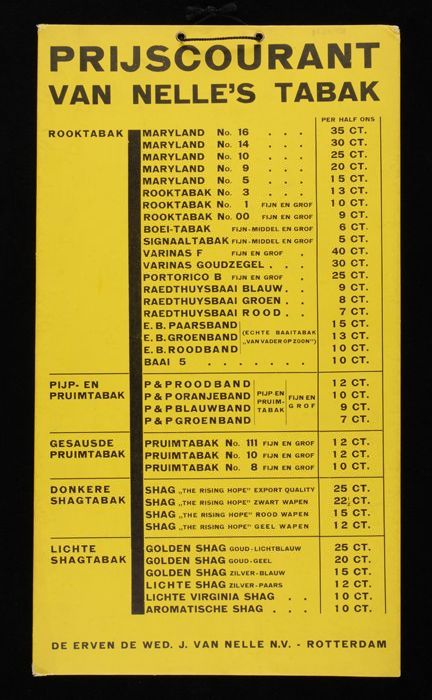 PRIJSCOURANT
VAN NELLE'S TABAK
PER HALF ONS
ROOKTABAK MARYLAND No. 16 . . . 35 CT.
MARYLAND No. 14 . . . 30 CT.
MARYLAND No. 10 . . . 25 CT.
MARYLAND No. 9 . . . 20 CT.
MARYLAND No. 5 . . . 15 CT.
ROOKTABAK No. 3 . . . 13 CT.
ROOKTABAK No. 1 FIJN EN GROF 10 CT.
ROOKTABAK No. 00 FIJN EN GROF 9 CT.
BOEI-TABAK FIJN-MIDDEL EN GROF 6 CT.
SIGNAALTABAK FIJN-MIDDEL EN GROF 5 CT.
VARINAS F FIJN EN GROF . 40 CT.
VARINAS GOUDZEGEL . . . 30 CT.
PORTORICO B FIJN EN GROF . 25 CT.
RAEDTHUYSBAAI BLAUW . . 9 CT.
RAEDTHUYSBAAI GROEN . . 8 CT.
RAEDTHUYSBAAI ROOD . . 7 CT.
E.B. PAARSBAND 15 CT.
E.B. GROENBAND (ECHTE BAAITABAK „VAN VADER OP ZOON") 13 CT.
E.B. ROODBAND 10 CT.
BAAI 5 . . . . . . . 10 CT.
PIJP- EN PRUIMTABAK
P & P ROODBAND 12 CT.
P & P ORANJEBAND PIJP-EN PRUIM-TABAK FIJN EN GROF 10 CT.
P & P BLAUWBAND 9 CT.
P & P GROENBAND 7 CT.
GESAUSDE PRUIMTABAK
PRUIMTABAK No. 111 FIJN EN GROF 12 CT.
PRUIMTABAK No. 10 FIJN EN GROF 12 CT.
PRUIMTABAK No. 8 FIJN EN GROF 10 CT.
DONKERE SHAGTABAK
SHAG „THE RISING HOPE" EXPORT QUALITY 25 CT.
SHAG „THE RISING HOPE" ZWART WAPEN 22½ CT.
SHAG „THE RISING HOPE" ROOD WAPEN 15 CT.
SHAG „THE RISING HOPE" GEEL WAPEN 12 CT.
LICHTE SHAGTABAK
GOLDEN SHAG GOUD-LICHTBLAUW 25 CT.
GOLDEN SHAG GOUD-GEEL 20 CT.
GOLDEN SHAG ZILVER-BLAUW 15 CT.
LICHTE SHAG ZILVER-PAARS 12 CT.
LICHTE VIRGINIA SHAG . . 10 CT.
AROMATISCHE SHAG . . . 10 CT.
DE ERVEN DE WED. J. VAN NELLE N.V. - ROTTERDAM